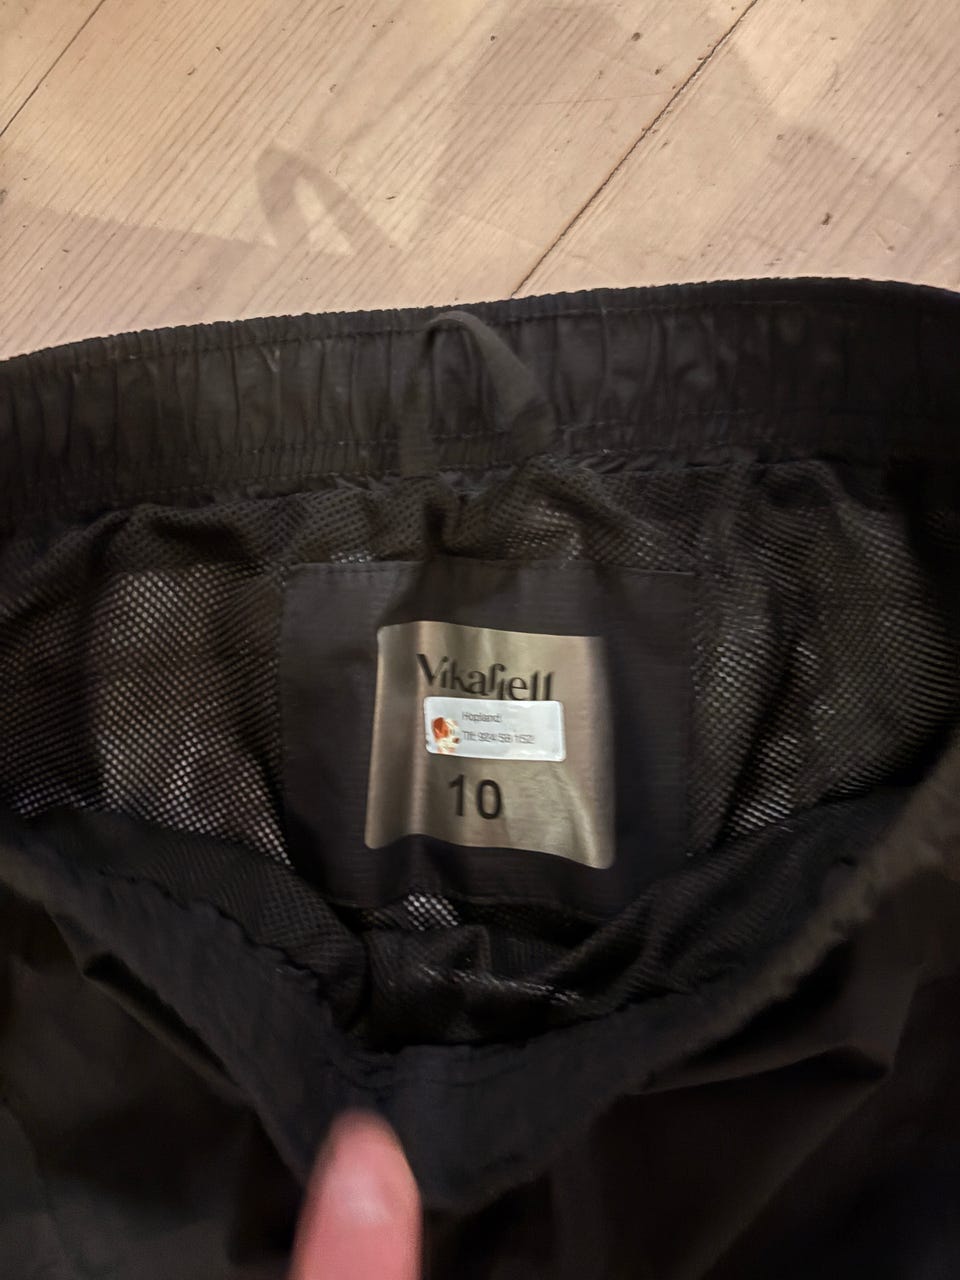 Vikafjell
Hopland
Tlf: 924 58 152
10